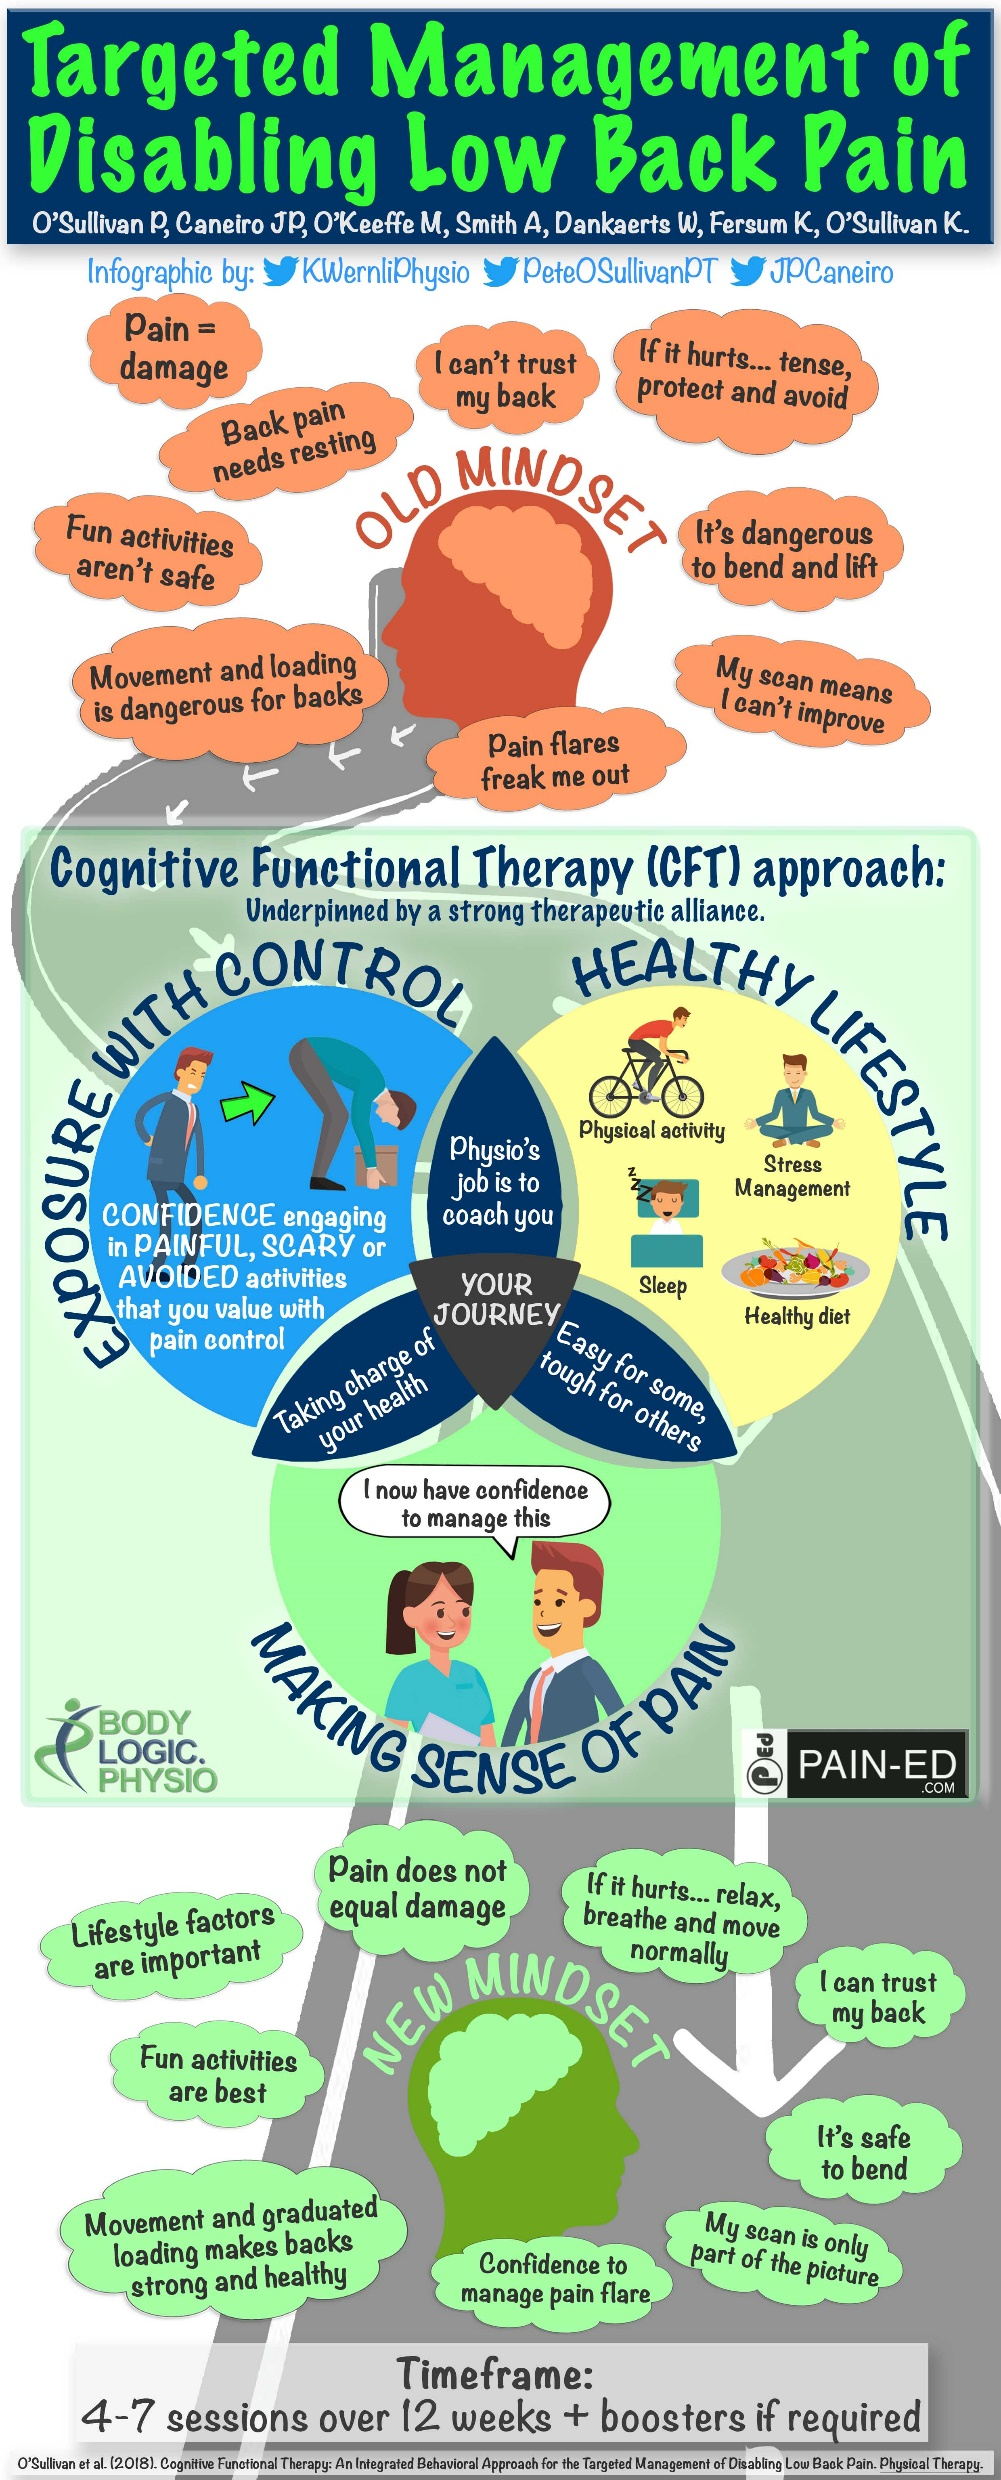 Targeted Management of
Disabling Low Back Pain
O'Sullivan P, Caneiro JP, O'Keeffe M, Smith A, Dankaerts W, Fersum K, O'Sullivan K.
Infographic by: KWernliPhysio PeteOSullivanPT JPCaneiro
Pain =
damage
I can't trust
my back
If it hurts... tense,
protect and avoid
Back pain
needs resting
OLD MINDSET
Fun activities
aren't safe
It's dangerous
to bend and lift
Movement and loading
is dangerous for backs
My scan means
I can't improve
Pain flares
freak me out
Cognitive Functional Therapy (CFT) approach:
Underpinned by a strong therapeutic alliance.
EXPOSURE WITH CONTROL
HEALTHY LIFESTYLE
CONFIDENCE engaging
in PAINFUL, SCARY or
AVOIDED activities
that you value with
pain control
Physio's
job is to
coach you
Physical activity
Stress
Management
Sleep
Healthy diet
YOUR
JOURNEY
Taking charge of
your health
Easy for some,
tough for others
I now have confidence
to manage this
MAKING SENSE OF PAIN
BODY
LOGIC.
PHYSIO
PEd
PAIN-ED
.COM
Pain does not
equal damage
If it hurts... relax,
breathe and move
normally
Lifestyle factors
are important
I can trust
my back
NEW MINDSET
Fun activities
are best
It's safe
to bend
Movement and graduated
loading makes backs
strong and healthy
My scan is only
part of the picture
Confidence to
manage pain flare
Timeframe:
4-7 sessions over 12 weeks + boosters if required
O'Sullivan et al. (2018). Cognitive Functional Therapy: An Integrated Behavioral Approach for the Targeted Management of Disabling Low Back Pain. Physical Therapy.